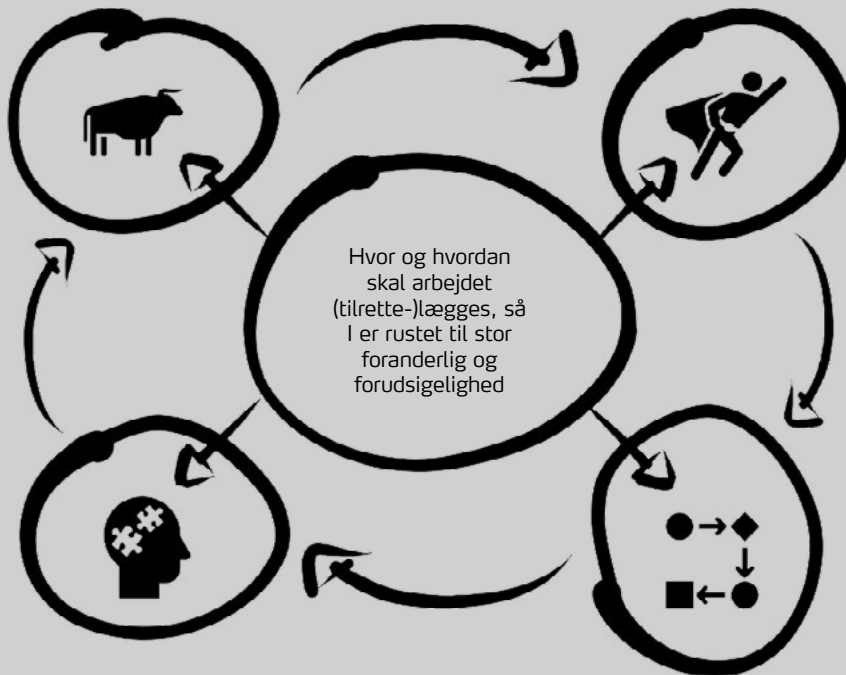 Hvor og hvordan
skal arbejdet
(tilrette-)lægges, så
I er rustet til stor
foranderlig og
forudsigelighed